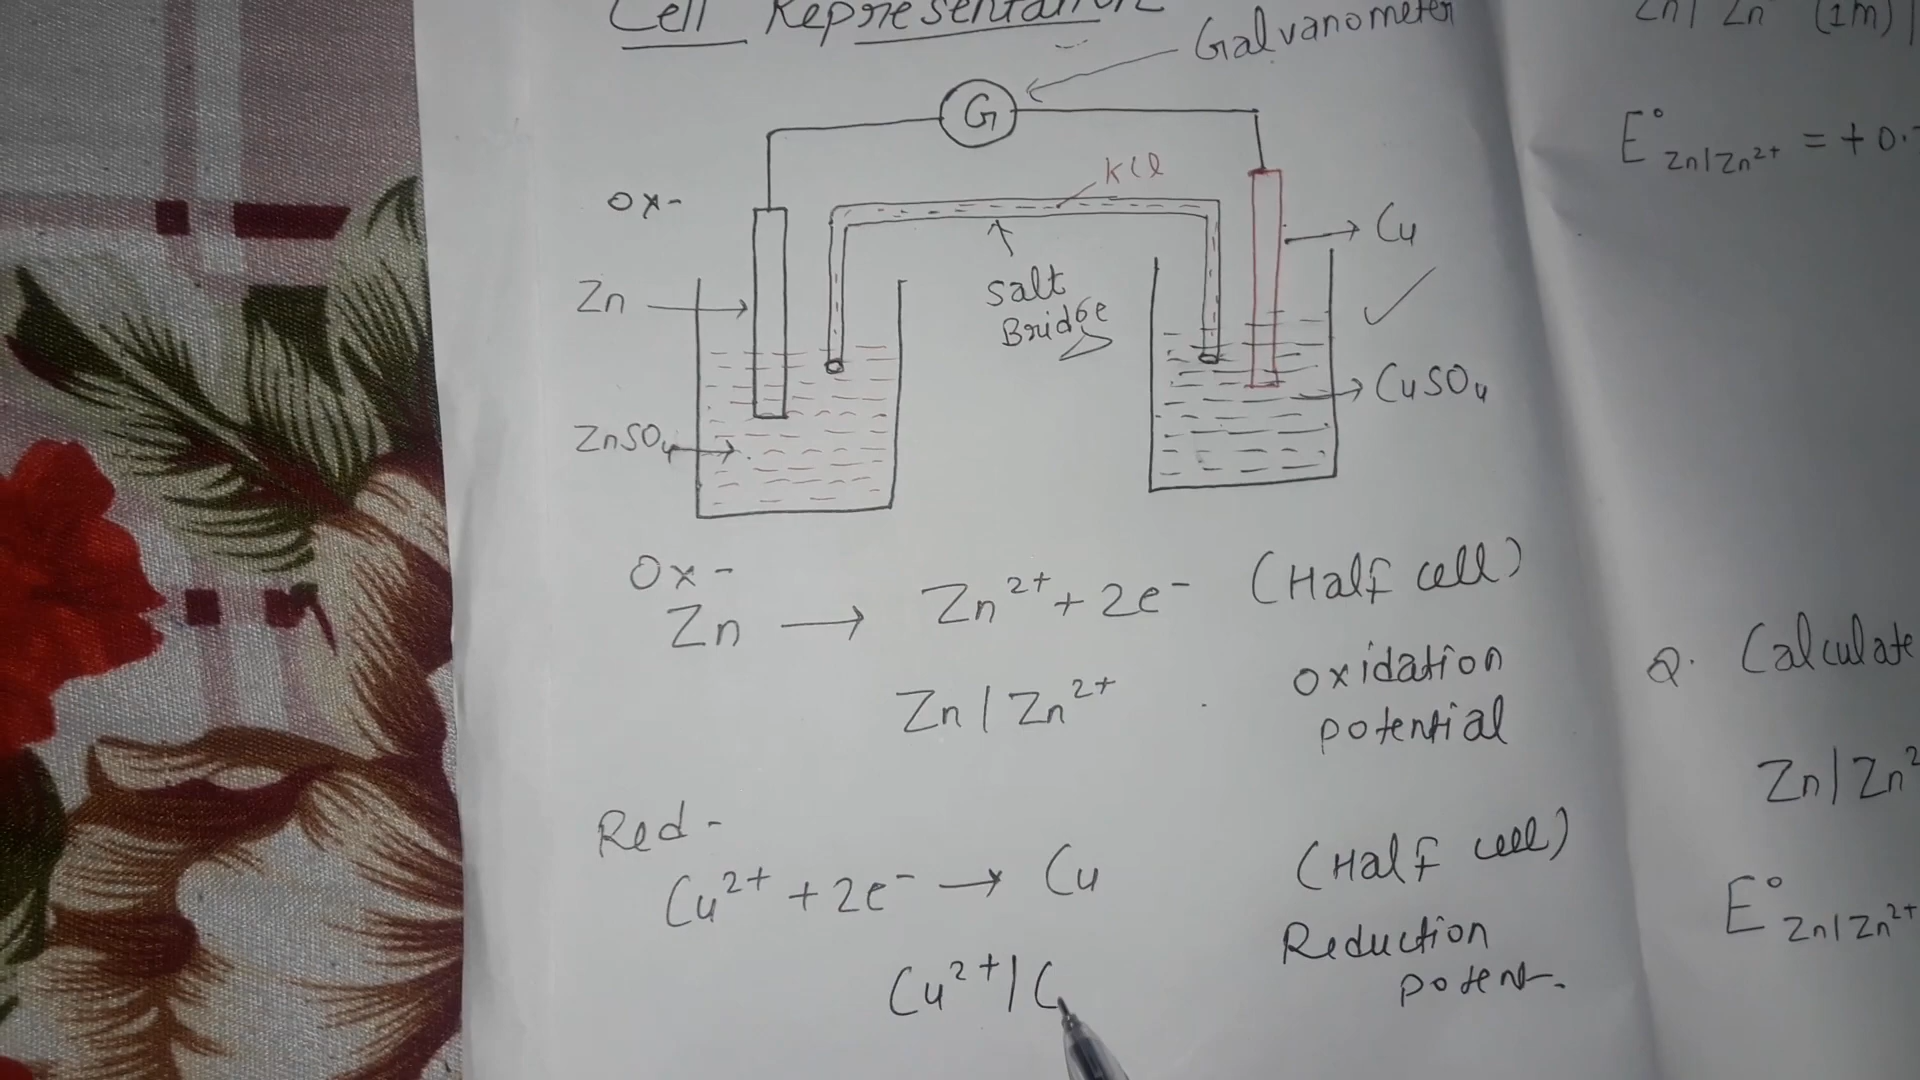 Cell Representation
Galvanometer
G
KCl
Ox-
Cu
Zn
Salt
Bridge
CuSO4
ZnSO4
Ox-
Zn → Zn²⁺ + 2e⁻ (Half cell)
Zn | Zn²⁺
Oxidation
potential
Red -
Cu²⁺ + 2e⁻ → Cu (Half cell)
Cu²⁺ | C
Reduction
poten-
Zn | Zn (1m) |
E° Zn|Zn²⁺ = +0.
Q. Calculate
Zn | Zn²
E° Zn|Zn²⁺